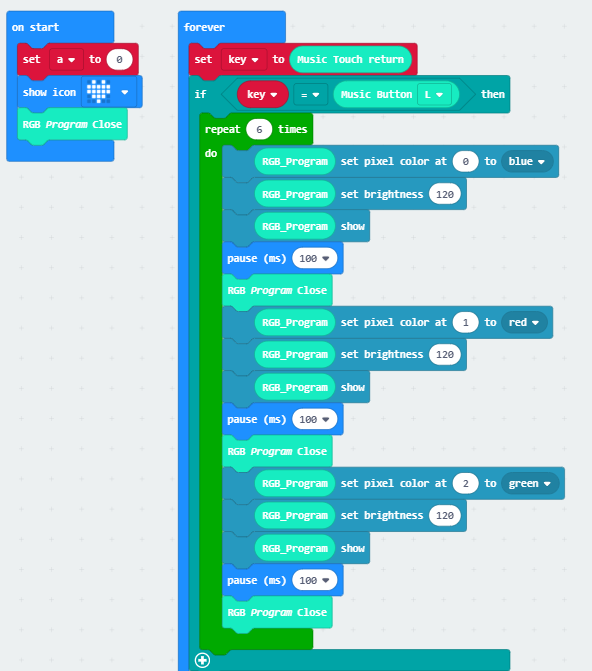 on start
set a to 0
show icon
RGB Program Close
forever
set key to Music Touch return
if key = Music Button L then
repeat 6 times
do
RGB_Program set pixel color at 0 to blue
RGB_Program set brightness 120
RGB_Program show
pause (ms) 100
RGB Program Close
RGB_Program set pixel color at 1 to red
RGB_Program set brightness 120
RGB_Program show
pause (ms) 100
RGB Program Close
RGB_Program set pixel color at 2 to green
RGB_Program set brightness 120
RGB_Program show
pause (ms) 100
RGB Program Close